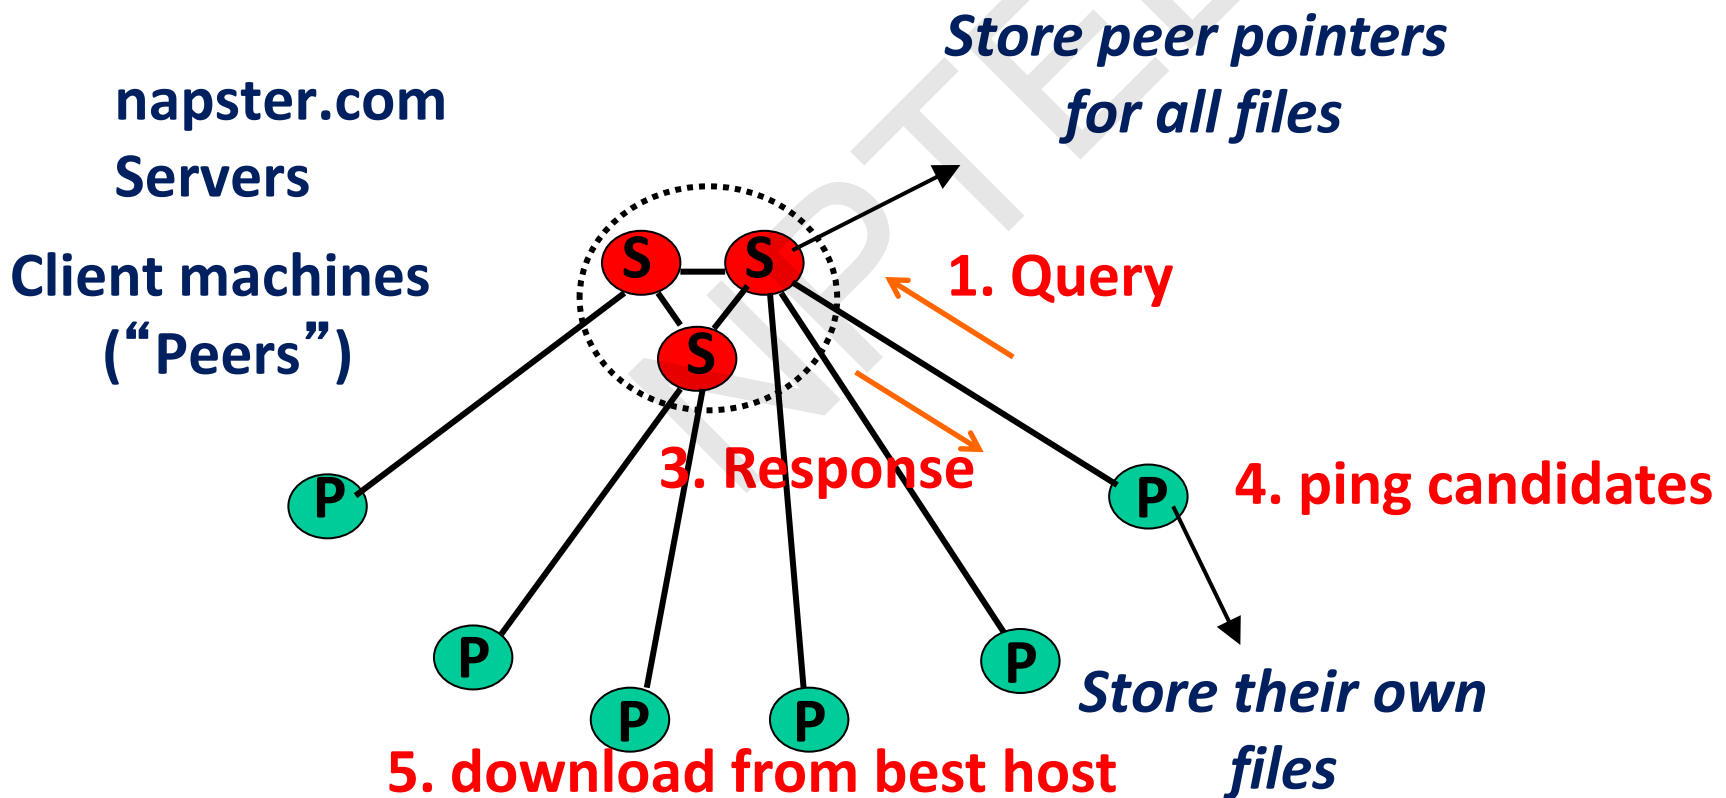 Store peer pointers
for all files
napster.com
Servers
Client machines
(“Peers”)
S
S
S
1. Query
3. Response
4. ping candidates
P
P
P
P
P
P
Store their own
files
5. download from best host
NPTEL